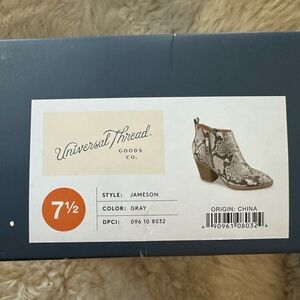 Universal Thread
GOODS
CO.
7½
STYLE: JAMESON
COLOR: GRAY
DPCI: 096 10 8032
ORIGIN: CHINA
4 90961 08032 4